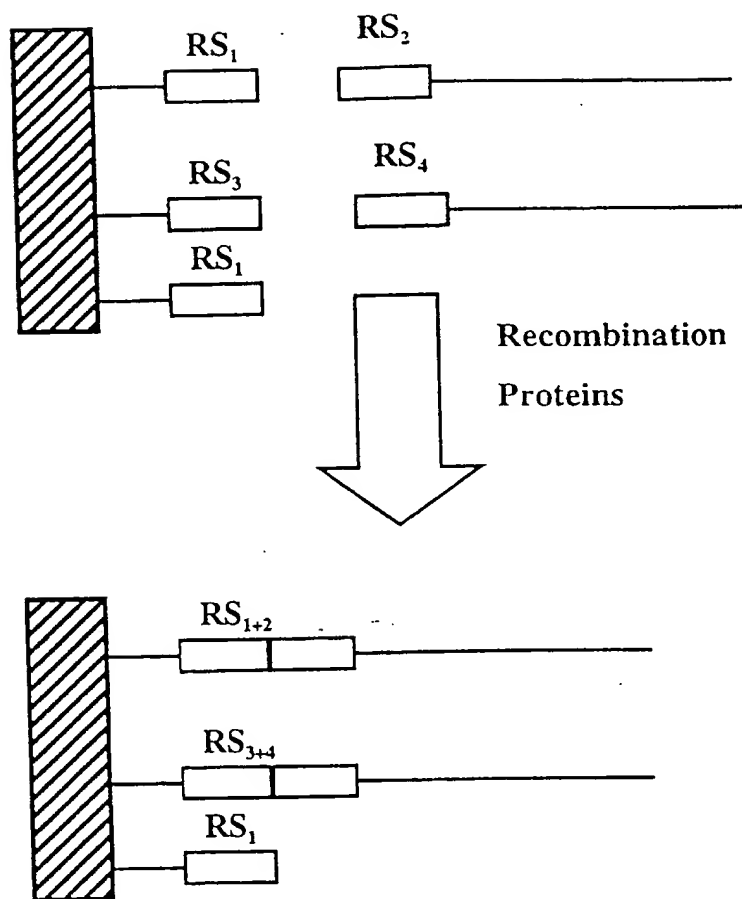 RS₁
RS₂
RS₃
RS₄
RS₁
Recombination
Proteins
RS₁₊₂
RS₃₊₄
RS₁